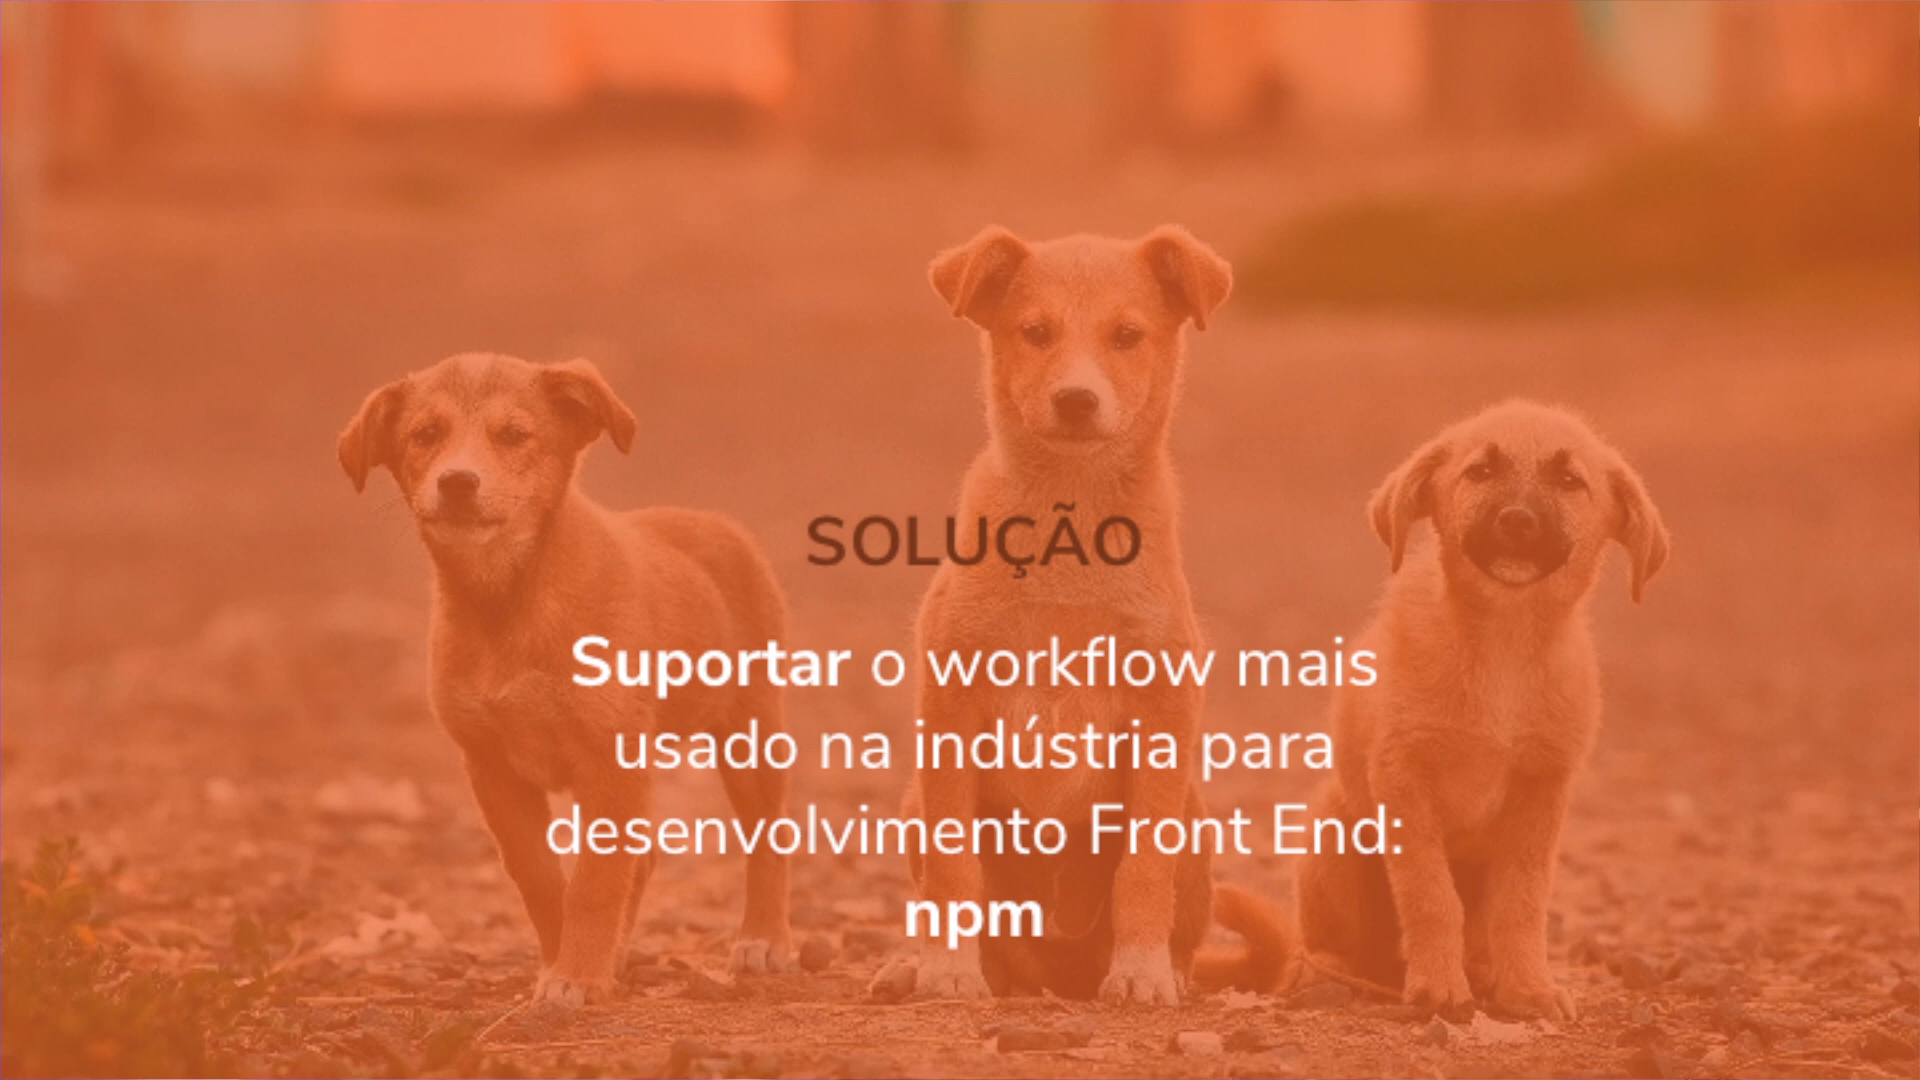 SOLUÇÃO
Suportar o workflow mais
usado na indústria para
desenvolvimento Front End:
npm